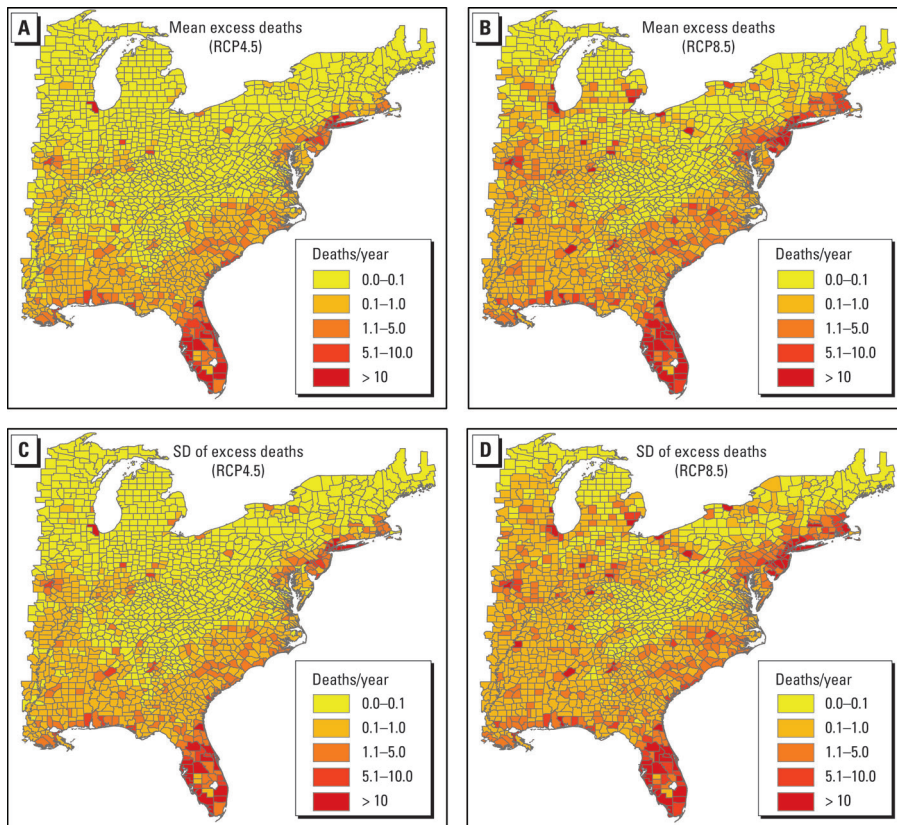 A
Mean excess deaths
(RCP4.5)
Deaths/year
0.0–0.1
0.1–1.0
1.1–5.0
5.1–10.0
> 10
B
Mean excess deaths
(RCP8.5)
Deaths/year
0.0–0.1
0.1–1.0
1.1–5.0
5.1–10.0
> 10
C
SD of excess deaths
(RCP4.5)
Deaths/year
0.0–0.1
0.1–1.0
1.1–5.0
5.1–10.0
> 10
D
SD of excess deaths
(RCP8.5)
Deaths/year
0.0–0.1
0.1–1.0
1.1–5.0
5.1–10.0
> 10